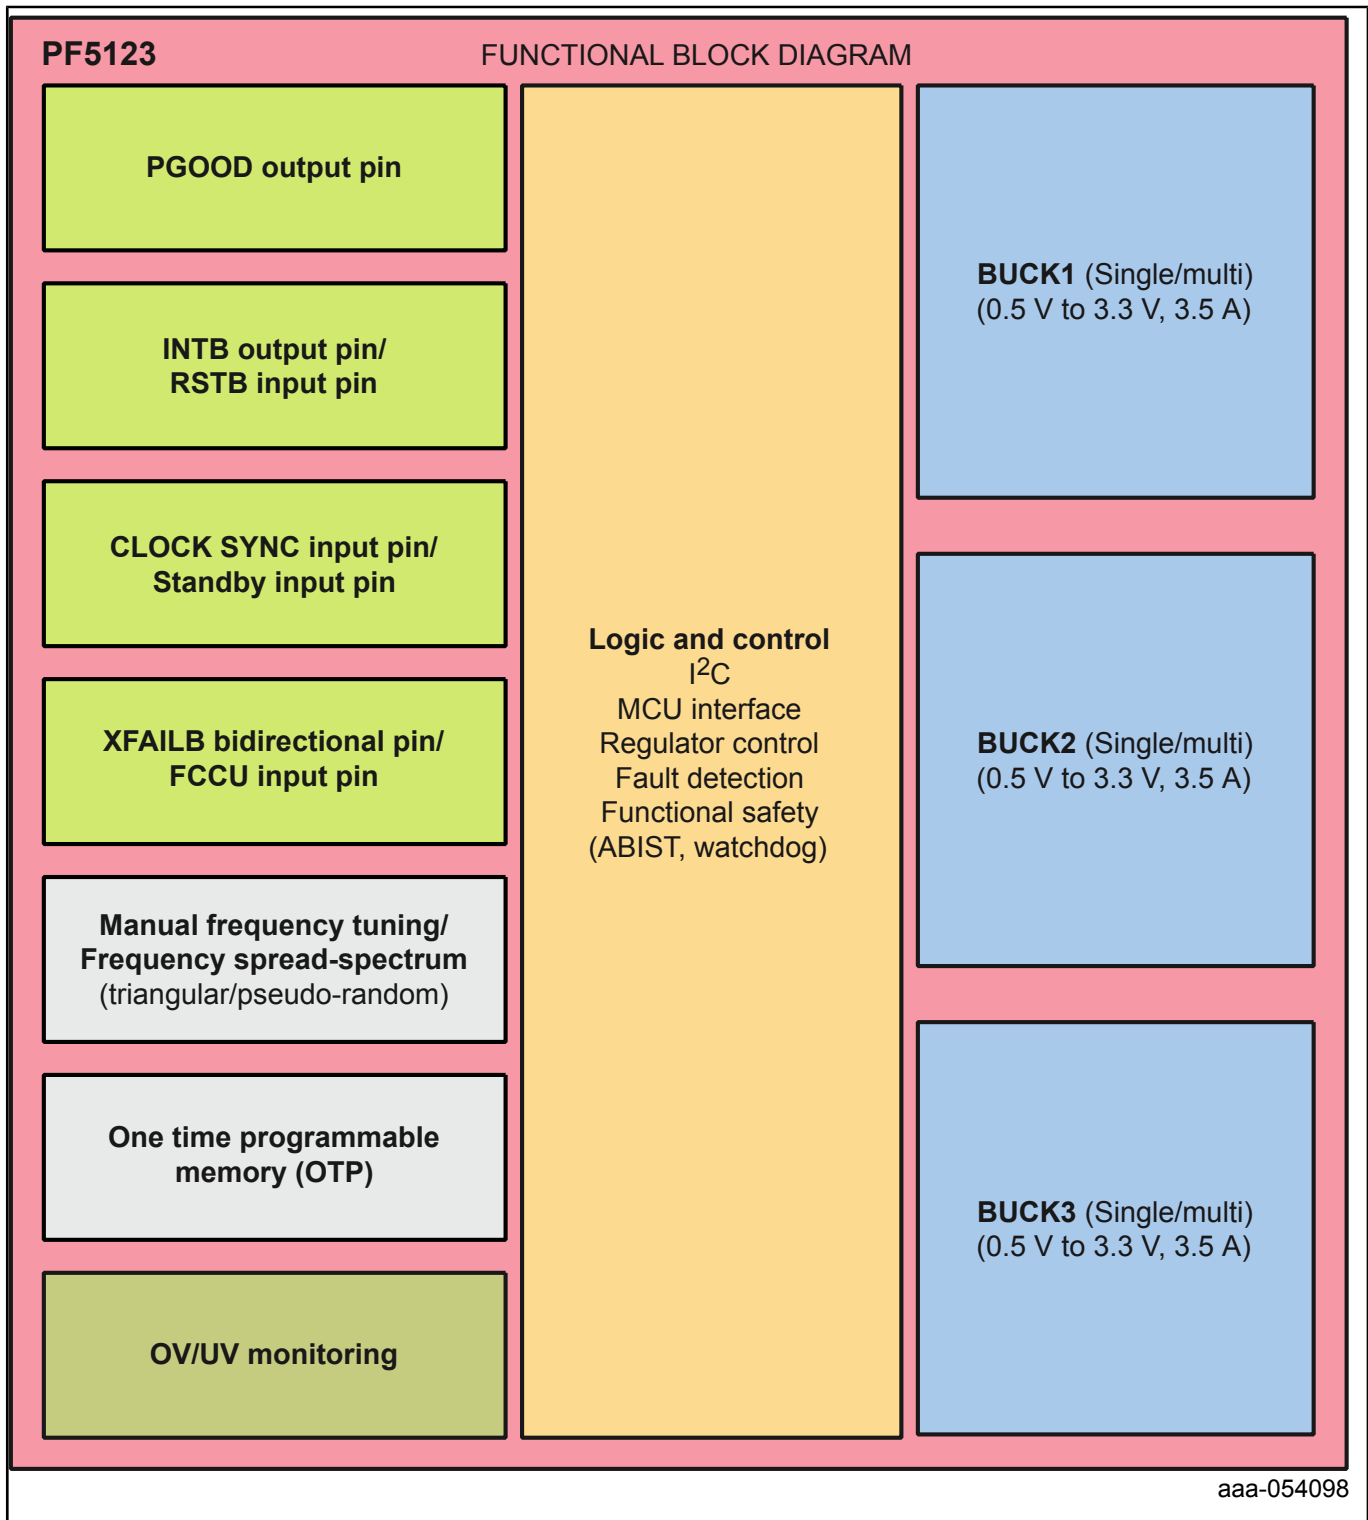 PF5123
FUNCTIONAL BLOCK DIAGRAM
PGOOD output pin
INTB output pin/
RSTB input pin
CLOCK SYNC input pin/
Standby input pin
XFAILB bidirectional pin/
FCCU input pin
Manual frequency tuning/
Frequency spread-spectrum
(triangular/pseudo-random)
One time programmable
memory (OTP)
OV/UV monitoring
Logic and control
I²C
MCU interface
Regulator control
Fault detection
Functional safety
(ABIST, watchdog)
BUCK1 (Single/multi)
(0.5 V to 3.3 V, 3.5 A)
BUCK2 (Single/multi)
(0.5 V to 3.3 V, 3.5 A)
BUCK3 (Single/multi)
(0.5 V to 3.3 V, 3.5 A)
aaa-054098